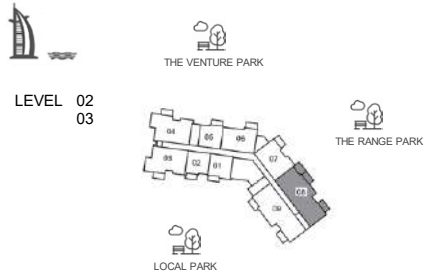 THE VENTURE PARK
LEVEL 02
03
THE RANGE PARK
04
05
06
07
03
02
01
08
09
LOCAL PARK